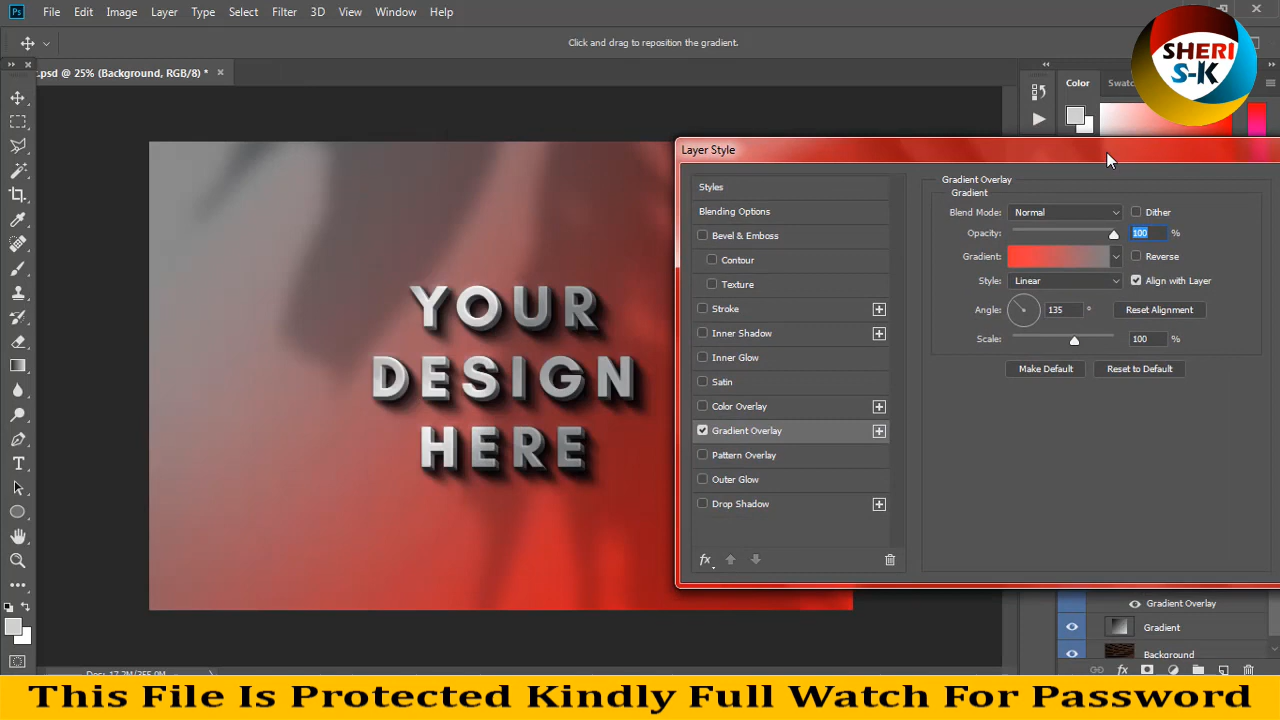 Ps File Edit Image Layer Type Select Filter 3D View Window Help
Click and drag to reposition the gradient.
.psd @ 25% (Background, RGB/8) *
SHERI
S-K
Color
YOUR
DESIGN
HERE
Layer Style
Styles
Blending Options
Bevel & Emboss
Contour
Texture
Stroke
Inner Shadow
Inner Glow
Satin
Color Overlay
Gradient Overlay
Pattern Overlay
Outer Glow
Drop Shadow
fx
Gradient Overlay
Gradient
Blend Mode: Normal Dither
Opacity: 100 %
Gradient: Reverse
Style: Linear Align with Layer
Angle: 135 ° Reset Alignment
Scale: 100 %
Make Default Reset to Default
Gradient Overlay
Gradient
Background
fx
This File Is Protected Kindly Full Watch For Password